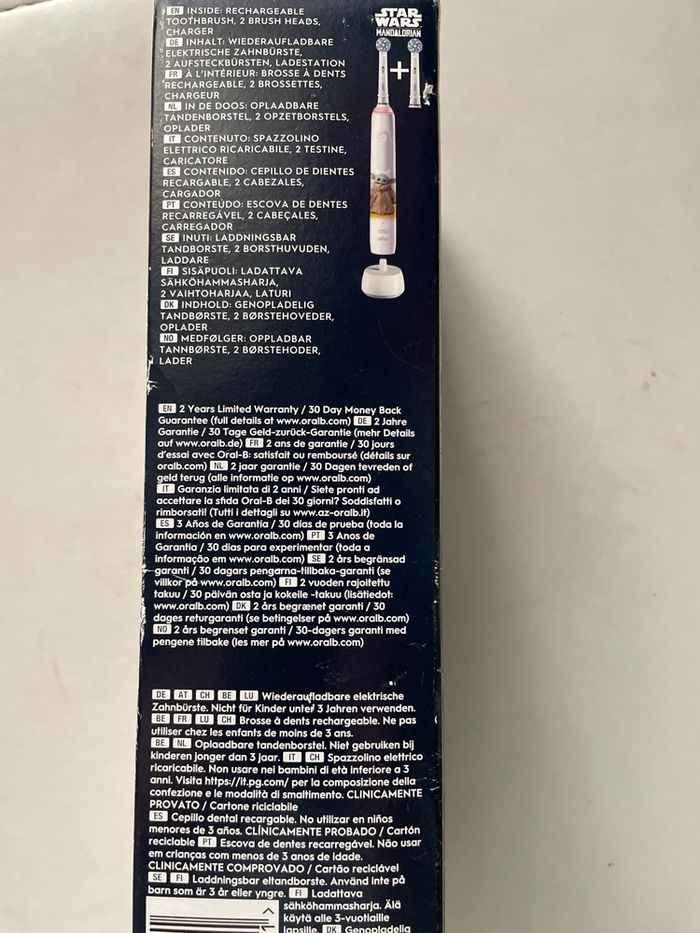 EN INSIDE: RECHARGEABLE
TOOTHBRUSH, 2 BRUSH HEADS,
CHARGER
DE INHALT: WIEDERAUFLADBARE
ELEKTRISCHE ZAHNBÜRSTE,
2 AUFSTECKBÜRSTEN, LADESTATION
FR À L'INTÉRIEUR: BROSSE À DENTS
RECHARGEABLE, 2 BROSSETTES,
CHARGEUR
NL IN DE DOOS: OPLAADBARE
TANDENBORSTEL, 2 OPZETBORSTELS,
OPLADER
IT CONTENUTO: SPAZZOLINO
ELETTRICO RICARICABILE, 2 TESTINE,
CARICATORE
ES CONTENIDO: CEPILLO DE DIENTES
RECARGABLE, 2 CABEZALES,
CARGADOR
PT CONTEÚDO: ESCOVA DE DENTES
RECARREGÁVEL, 2 CABEÇALES,
CARREGADOR
SE INUTI: LADDNINGSBAR
TANDBORSTE, 2 BORSTHUVUDEN,
LADDARE
FI SISÄPUOLI: LADATTAVA
SÄHKÖHAMMASHARJA,
2 VAIHTOHARJAA, LATURI
DK INDHOLD: GENOPLADELIG
TANDBØRSTE, 2 BØRSTEHOVEDER,
OPLADER
NO MEDFØLGER: OPPLADBAR
TANNBØRSTE, 2 BØRSTEHODER,
LADER
STAR
WARS
MANDALORIAN
+
EN 2 Years Limited Warranty / 30 Day Money Back
Guarantee (full details at www.oralb.com) DE 2 Jahre
Garantie / 30 Tage Geld-zurück-Garantie (mehr Details
auf www.oralb.de) FR 2 ans de garantie / 30 jours
d'essai avec Oral-B: satisfait ou remboursé (détails sur
oralb.com) NL 2 jaar garantie / 30 Dagen tevreden of
geld terug (alle informatie op www.oralb.com)
IT Garanzia limitata di 2 anni / Siete pronti ad
accettare la sfida Oral-B dei 30 giorni? Soddisfatti o
rimborsati! (Tutti i dettagli su www.az-oralb.it)
ES 3 Años de Garantía / 30 días de prueba (toda la
información en www.oralb.com) PT 3 Anos de
Garantia / 30 dias para experimentar (toda a
informação em www.oralb.com) SE 2 års begränsad
garanti / 30 dagars pengarna-tillbaka-garanti (se
villkor på www.oralb.com) FI 2 vuoden rajoitettu
takuu / 30 päivän osta ja kokeile -takuu (lisätiedot:
www.oralb.com) DK 2 års begrænset garanti / 30
dages returgaranti (se betingelser på www.oralb.com)
NO 2 års begrenset garanti / 30-dagers garanti med
pengene tilbake (les mer på www.oralb.com)
DE AT CH BE LU Wiederaufladbare elektrische
Zahnbürste. Nicht für Kinder unter 3 Jahren verwenden.
BE FR LU CH Brosse à dents rechargeable. Ne pas
utiliser chez les enfants de moins de 3 ans.
BE NL Oplaadbare tandenborstel. Niet gebruiken bij
kinderen jonger dan 3 jaar. IT CH Spazzolino elettrico
ricaricabile. Non usare nei bambini di età inferiore a 3
anni. Visita https://it.pg.com/ per la composizione della
confezione e le modalità di smaltimento. CLINICAMENTE
PROVATO / Cartone riciclabile
ES Cepillo dental recargable. No utilizar en niños
menores de 3 años. CLÍNICAMENTE PROBADO / Cartón
reciclable PT Escova de dentes recarregável. Não usar
em crianças com menos de 3 anos de idade.
CLINICAMENTE COMPROVADO / Cartão reciclável
SE FI Laddningsbar eltandborste. Använd inte på
barn som är 3 år eller yngre. FI Ladattava
sähköhammasharja. Älä
käytä alle 3-vuotiaille
lapsille. DK Genopladelig